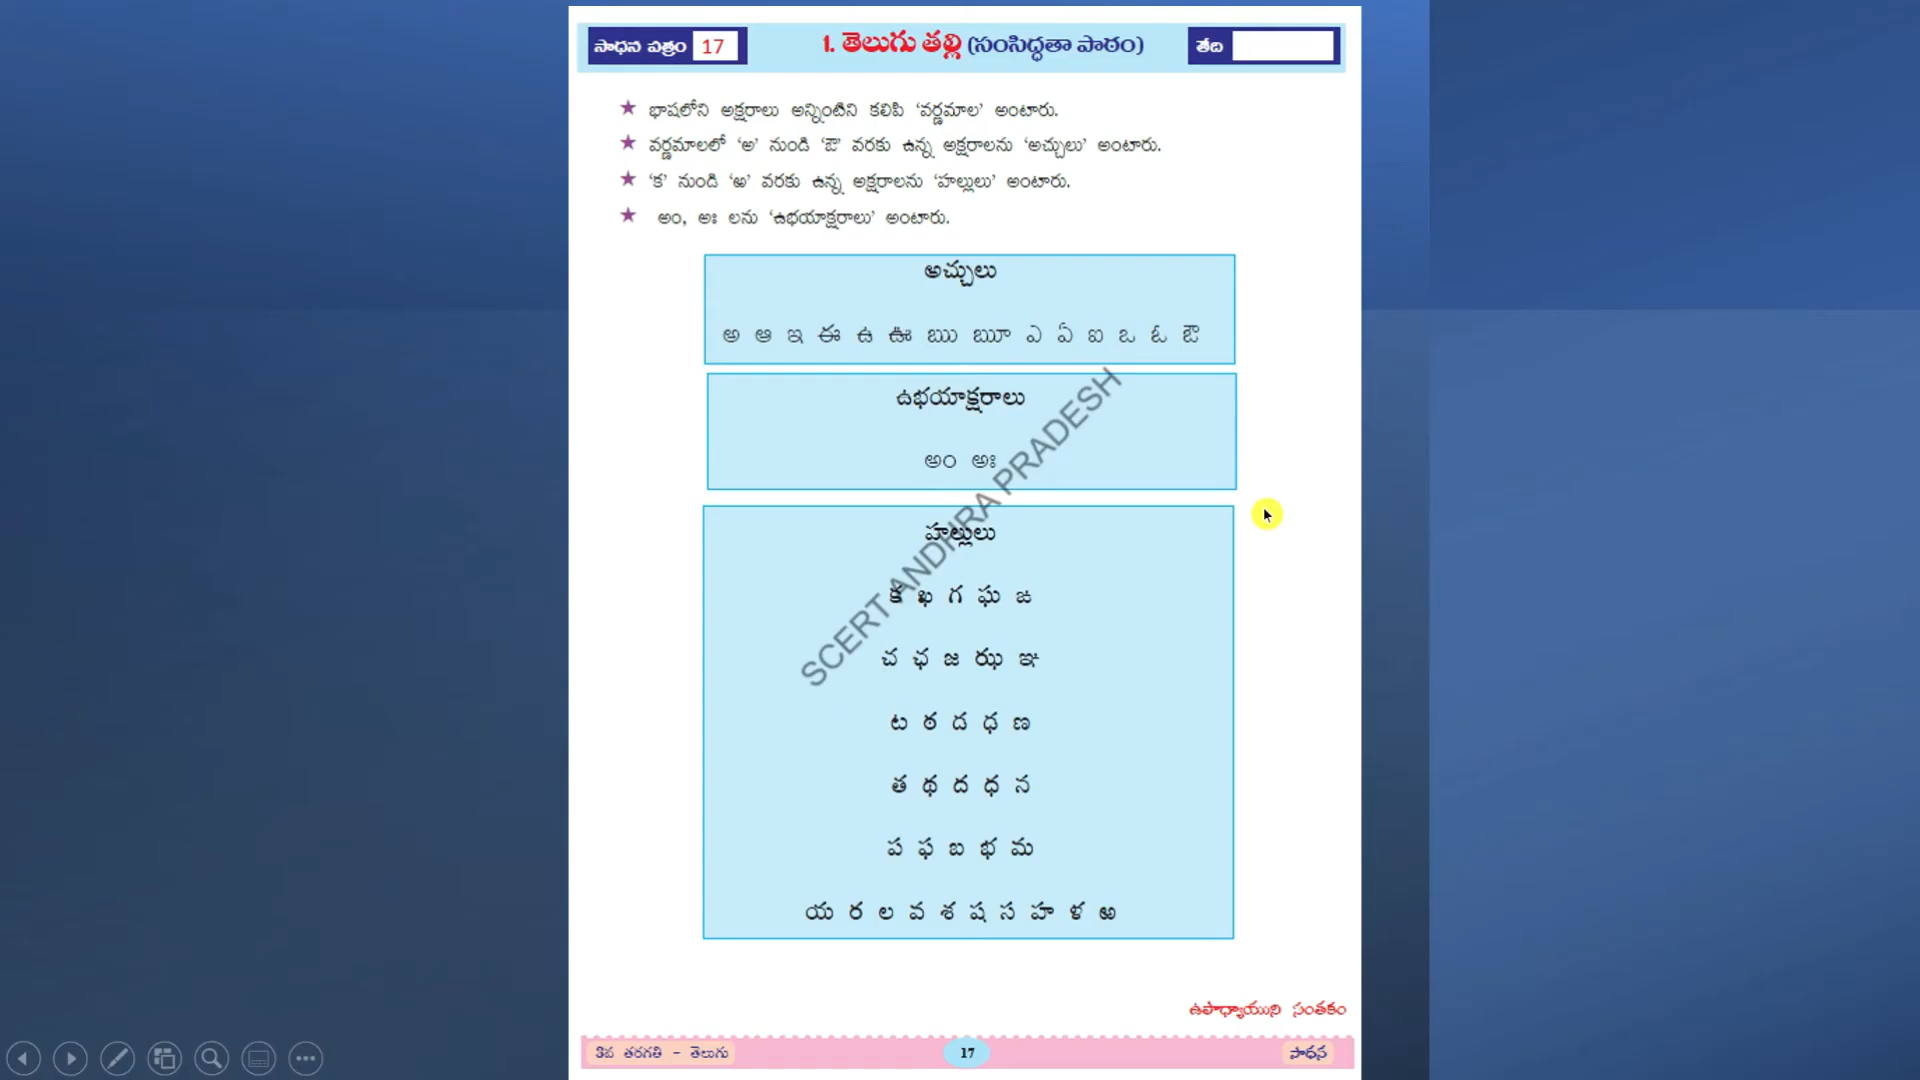 సాధన పత్రం 17 1. తెలుగు తల్లి (సంసిద్ధతా పాఠం) తేది
★ భాషలోని అక్షరాలు అన్నింటిని కలిపి ‘వర్ణమాల’ అంటారు.
★ వర్ణమాలలో ‘అ’ నుండి ‘ఔ’ వరకు ఉన్న అక్షరాలను ‘అచ్చులు’ అంటారు.
★ ‘క’ నుండి ‘ఱ’ వరకు ఉన్న అక్షరాలను ‘హల్లులు’ అంటారు.
★ అం, అః లను ‘ఉభయాక్షరాలు’ అంటారు.
అచ్చులు
అ ఆ ఇ ఈ ఉ ఊ ఋ ౠ ఎ ఏ ఐ ఒ ఓ ఔ
ఉభయాక్షరాలు
అం అః
హల్లులు
క ఖ గ ఘ ఙ
చ ఛ జ ఝ ఞ
ట ఠ ద ధ ణ
త థ ద ధ న
ప ఫ బ భ మ
య ర ల వ శ ష స హ ళ ఱ
SCERT ANDHRA PRADESH
ఉపాధ్యాయుని సంతకం
3వ తరగతి - తెలుగు 17 సాధన